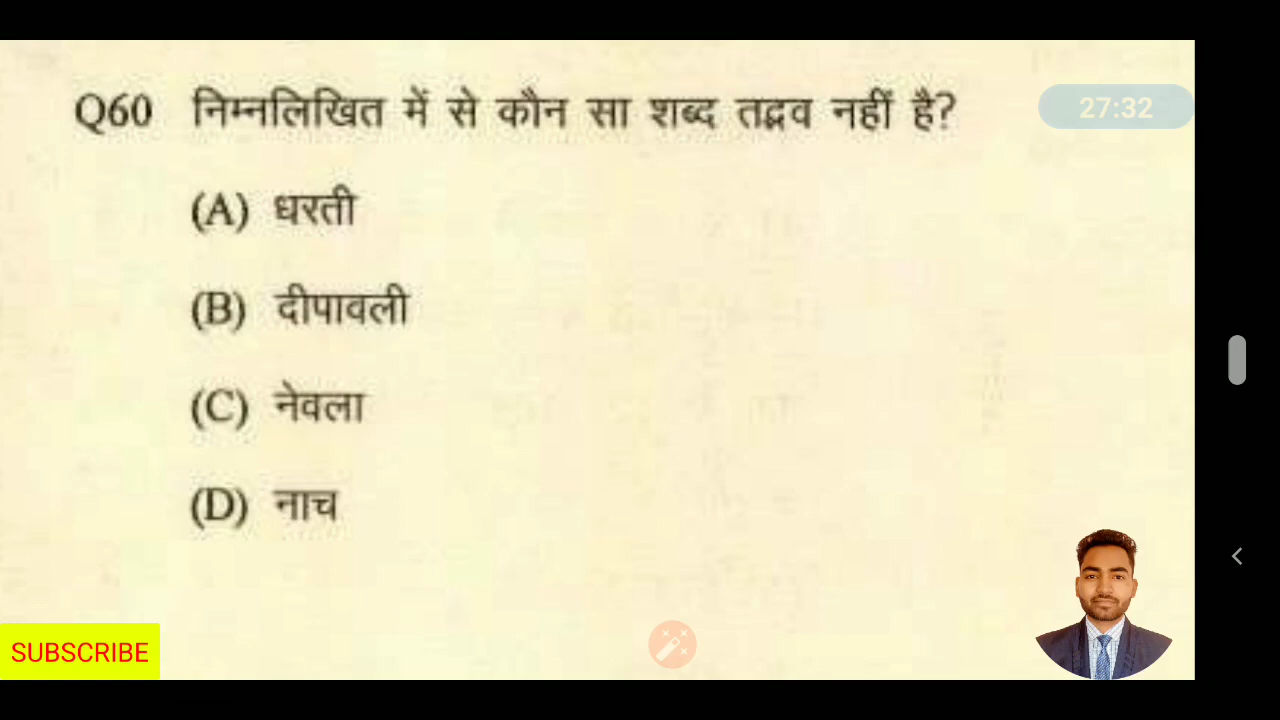 Q60 निम्नलिखित में से कौन सा शब्द तद्भव नहीं है?
27:32
(A) धरती
(B) दीपावली
(C) नेवला
(D) नाच
SUBSCRIBE